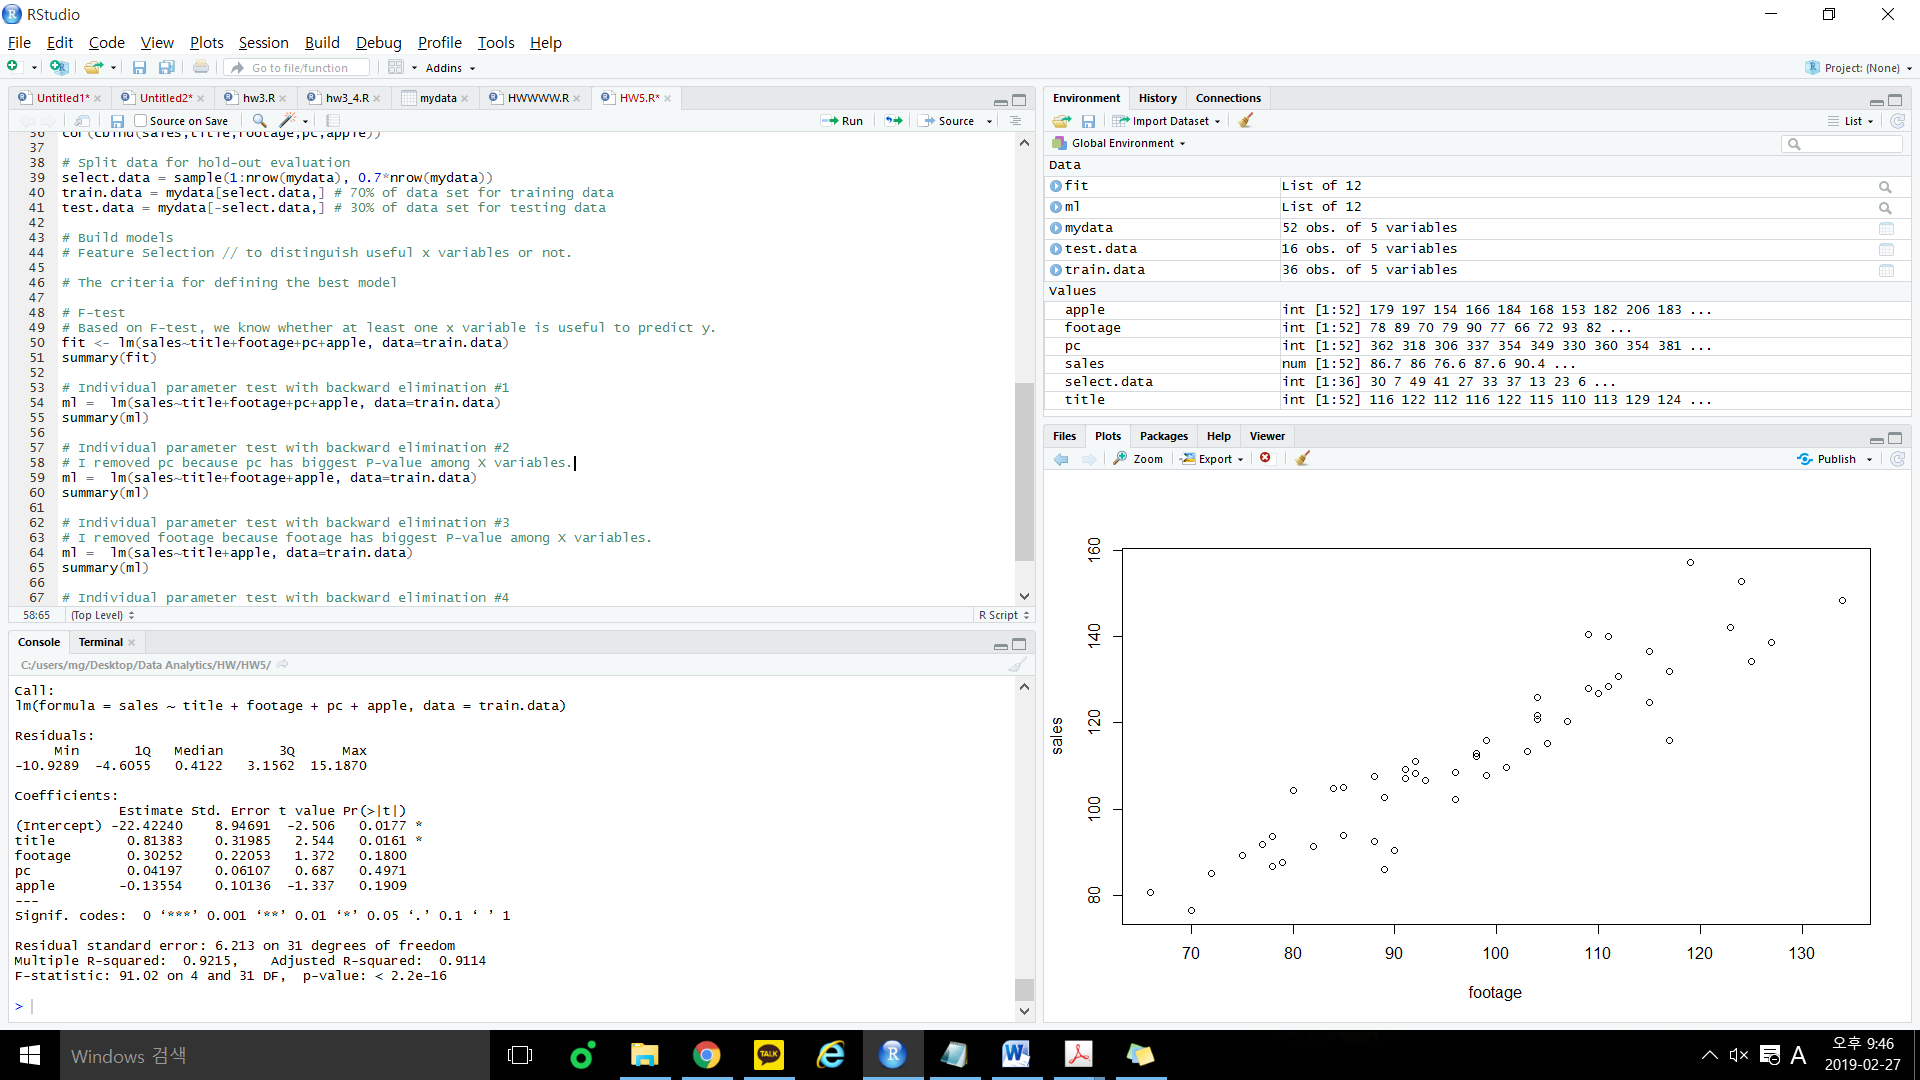 RStudio
File Edit Code View Plots Session Build Debug Profile Tools Help
Go to file/function Addins Project: (None)
Untitled1* Untitled2* hw3.R hw3_4.R mydata HWWWW.R HW5.R*
Source on Save Run Source
36 cor(cbind(sales,title,footage,pc,apple))
37
38 # Split data for hold-out evaluation
39 select.data = sample(1:nrow(mydata), 0.7*nrow(mydata))
40 train.data = mydata[select.data,] # 70% of data set for training data
41 test.data = mydata[-select.data,] # 30% of data set for testing data
42
43 # Build models
44 # Feature Selection // to distinguish useful x variables or not.
45
46 # The criteria for defining the best model
47
48 # F-test
49 # Based on F-test, we know whether at least one x variable is useful to predict y.
50 fit <- lm(sales~title+footage+pc+apple, data=train.data)
51 summary(fit)
52
53 # Individual parameter test with backward elimination #1
54 ml =  lm(sales~title+footage+pc+apple, data=train.data)
55 summary(ml)
56
57 # Individual parameter test with backward elimination #2
58 # I removed pc because pc has biggest P-value among X variables.
59 ml =  lm(sales~title+footage+apple, data=train.data)
60 summary(ml)
61
62 # Individual parameter test with backward elimination #3
63 # I removed footage because footage has biggest P-value among X variables.
64 ml =  lm(sales~title+apple, data=train.data)
65 summary(ml)
66
67 # Individual parameter test with backward elimination #4
58:65 (Top Level) R Script
Console Terminal
C:/users/mg/Desktop/Data Analytics/HW/HW5/
Call:
lm(formula = sales ~ title + footage + pc + apple, data = train.data)
Residuals:
Min 1Q Median 3Q Max
-10.9289 -4.6055 0.4122 3.1562 15.1870
Coefficients:
Estimate Std. Error t value Pr(>|t|)
(Intercept) -22.42240 8.94691 -2.506 0.0177 *
title 0.81383 0.31985 2.544 0.0161 *
footage 0.30252 0.22053 1.372 0.1800
pc 0.04197 0.06107 0.687 0.4971
apple -0.13554 0.10136 -1.337 0.1909
---
Signif. codes:  0 ‘***’ 0.001 ‘**’ 0.01 ‘*’ 0.05 ‘.’ 0.1 ‘ ’ 1
Residual standard error: 6.213 on 31 degrees of freedom
Multiple R-squared:  0.9215,    Adjusted R-squared:  0.9114
F-statistic: 91.02 on 4 and 31 DF,  p-value: < 2.2e-16
>
Environment History Connections
Import Dataset List
Global Environment
Data
fit List of 12
ml List of 12
mydata 52 obs. of 5 variables
test.data 16 obs. of 5 variables
train.data 36 obs. of 5 variables
Values
apple int [1:52] 179 197 154 166 184 168 153 182 206 183 ...
footage int [1:52] 78 89 70 79 90 77 66 72 93 82 ...
pc int [1:52] 362 318 306 337 354 349 330 360 354 381 ...
sales num [1:52] 86.7 86 76.6 87.6 90.4 ...
select.data int [1:36] 30 7 49 41 27 33 37 13 23 6 ...
title int [1:52] 116 122 112 116 122 115 110 113 129 124 ...
Files Plots Packages Help Viewer
Zoom Export Publish
160
140
120
100
80
sales
70 80 90 100 110 120 130
footage
Windows 검색
TALK
A
오후 9:46
2019-02-27